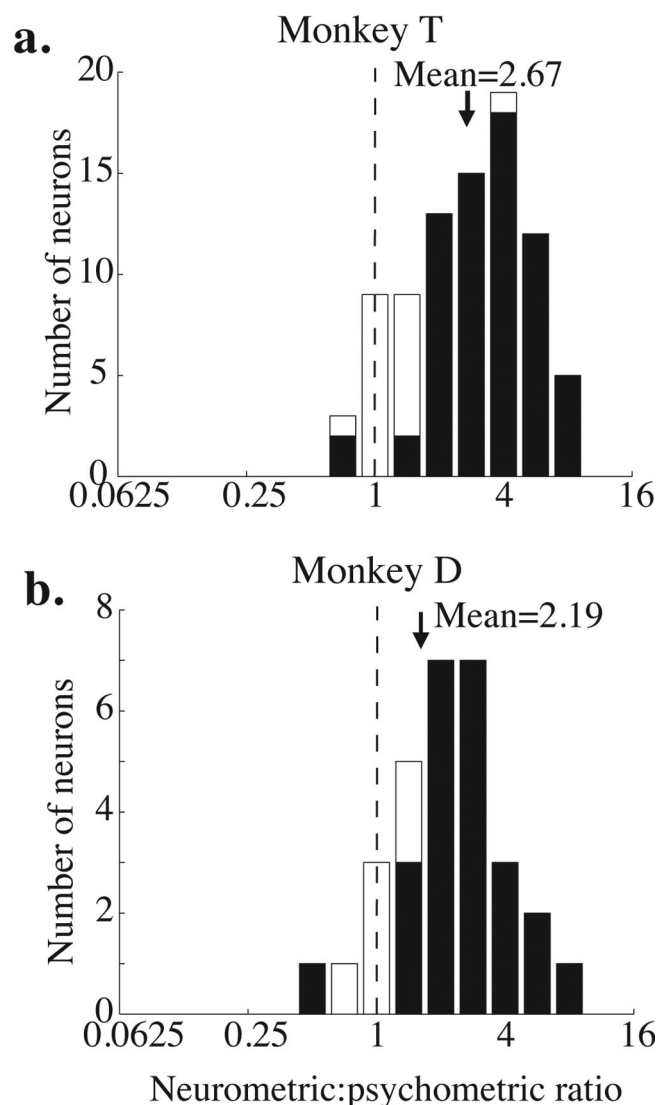 a.
Monkey T
Mean=2.67
20
15
10
5
0
Number of neurons
0.0625 0.25 1 4 16
b.
Monkey D
Mean=2.19
8
6
4
2
0
Number of neurons
0.0625 0.25 1 4 16
Neurometric:psychometric ratio